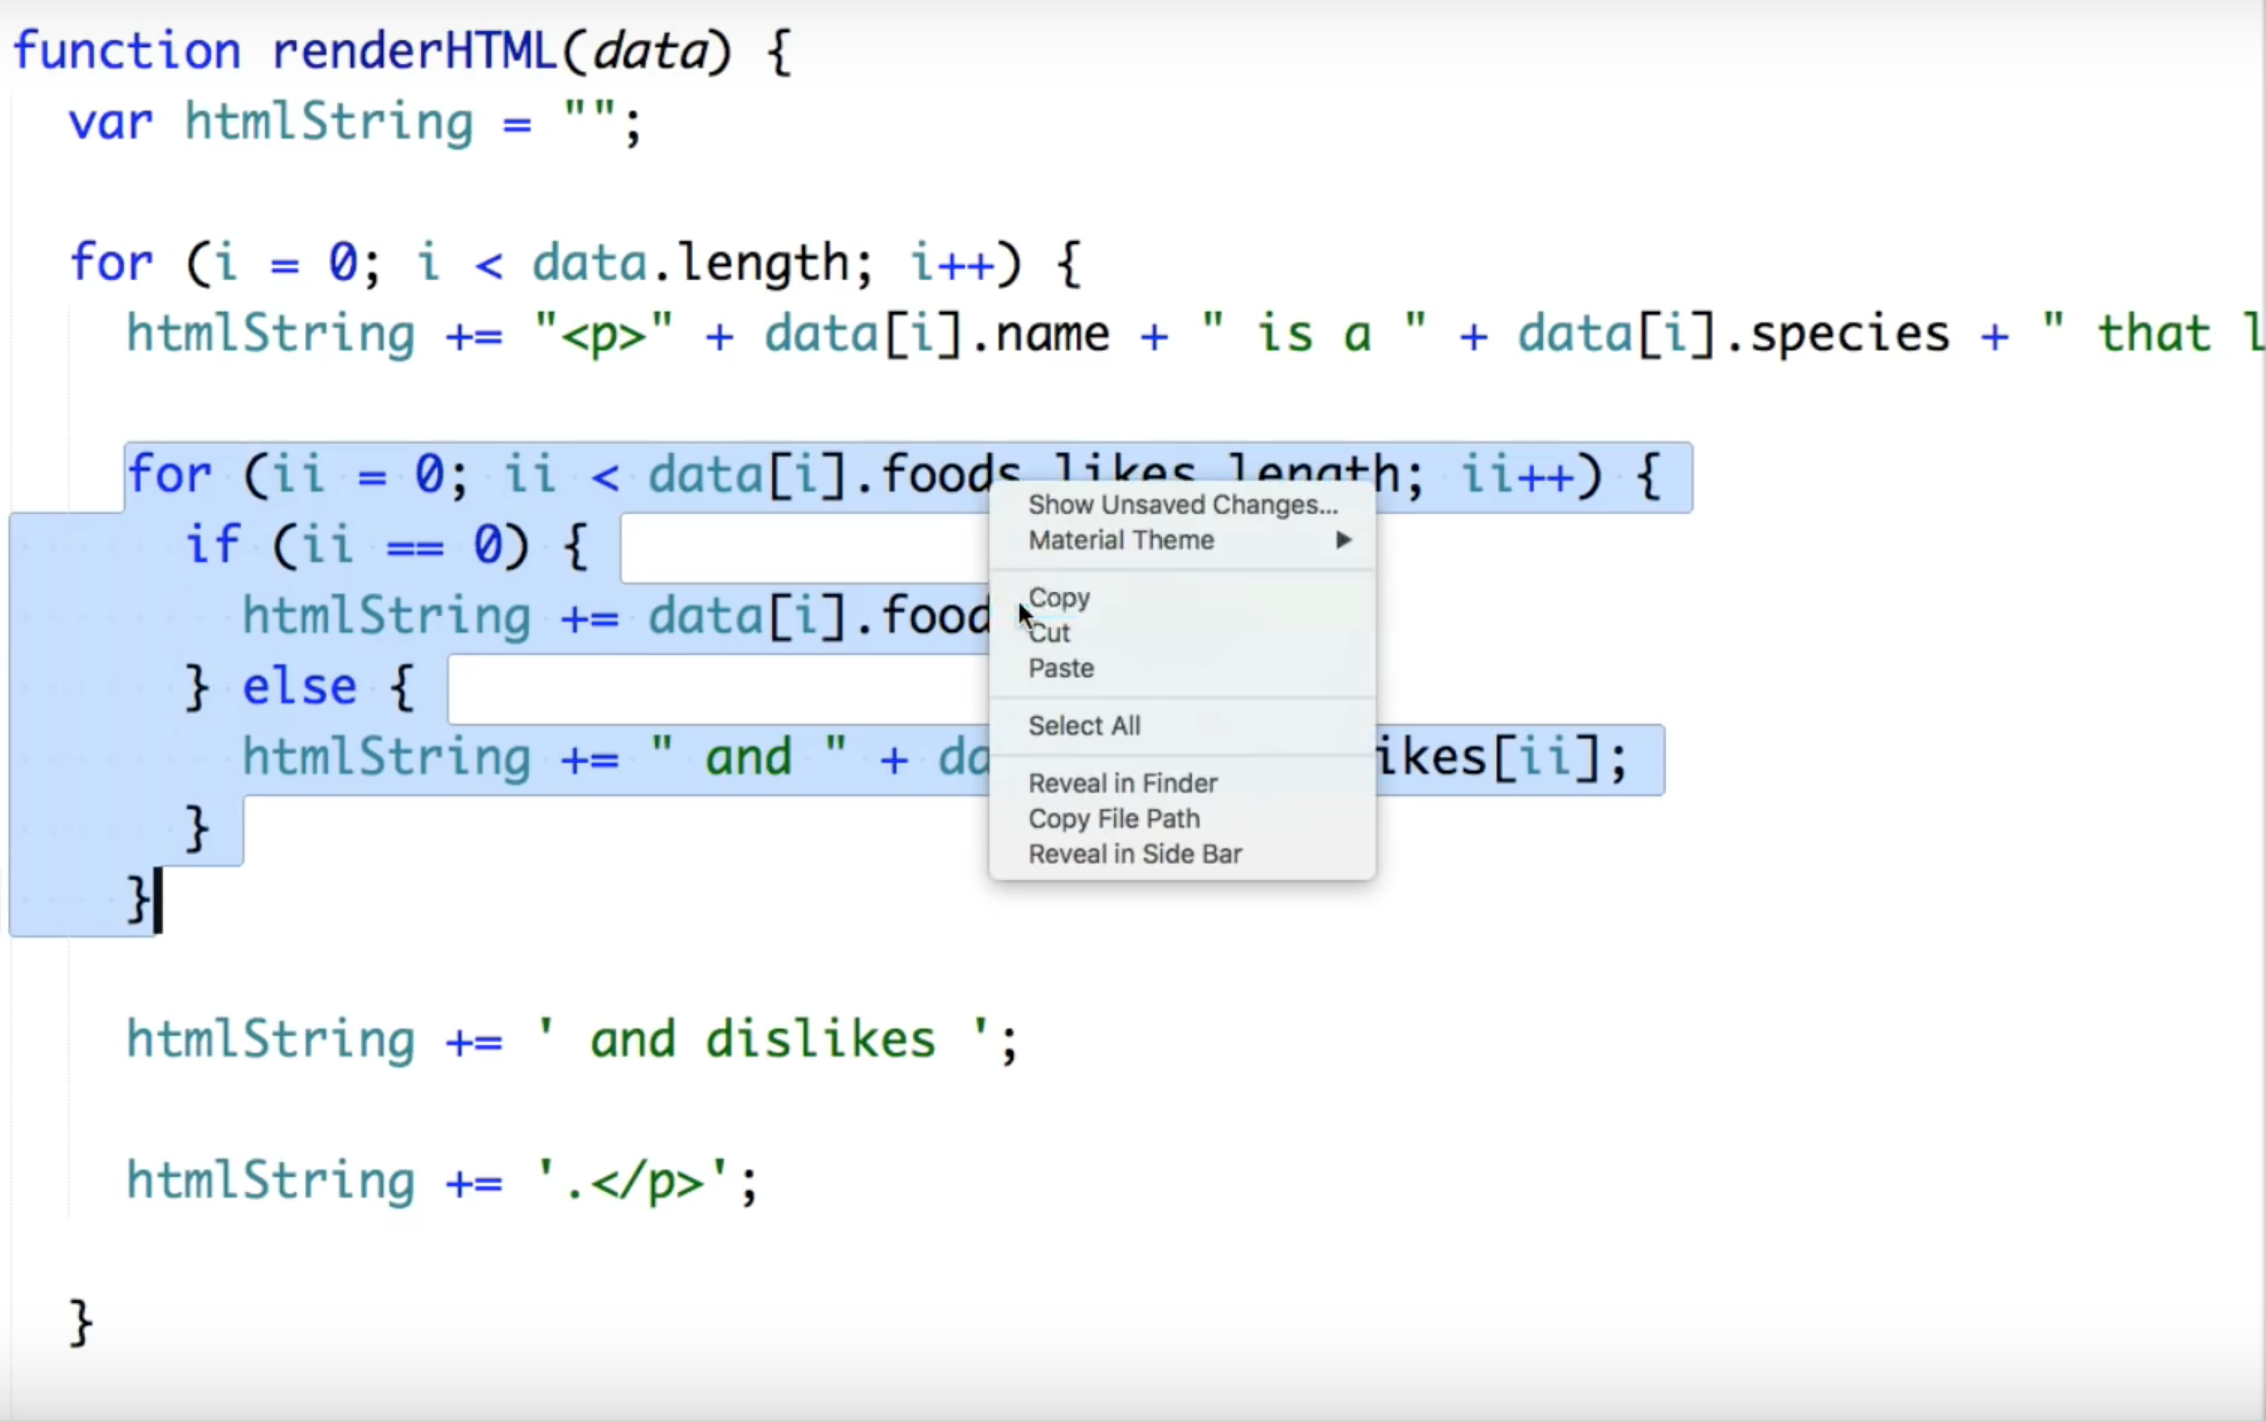 function renderHTML(data) {
var htmlString = "";
for (i = 0; i < data.length; i++) {
htmlString += "<p>" + data[i].name + " is a " + data[i].species + " that l
for (ii = 0; ii < data[i].foods.likes.length; ii++) {
if (ii == 0) {
htmlString += data[i].food
} else {
htmlString += " and " + da ikes[ii];
}
}
htmlString += ' and dislikes ';
htmlString += '.</p>';
}
Show Unsaved Changes...
Material Theme
Copy
Cut
Paste
Select All
Reveal in Finder
Copy File Path
Reveal in Side Bar